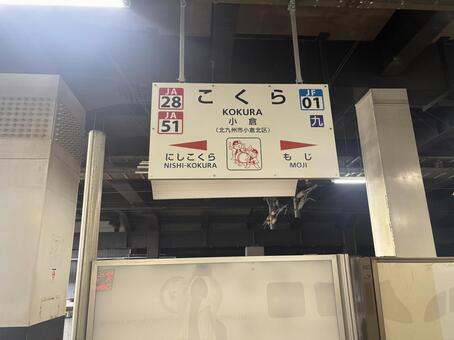 JA
28
JA
51
こくら
KOKURA
小倉
(北九州市小倉北区)
JF
01
九
にしこくら
NISHI-KOKURA
もじ
MOJI